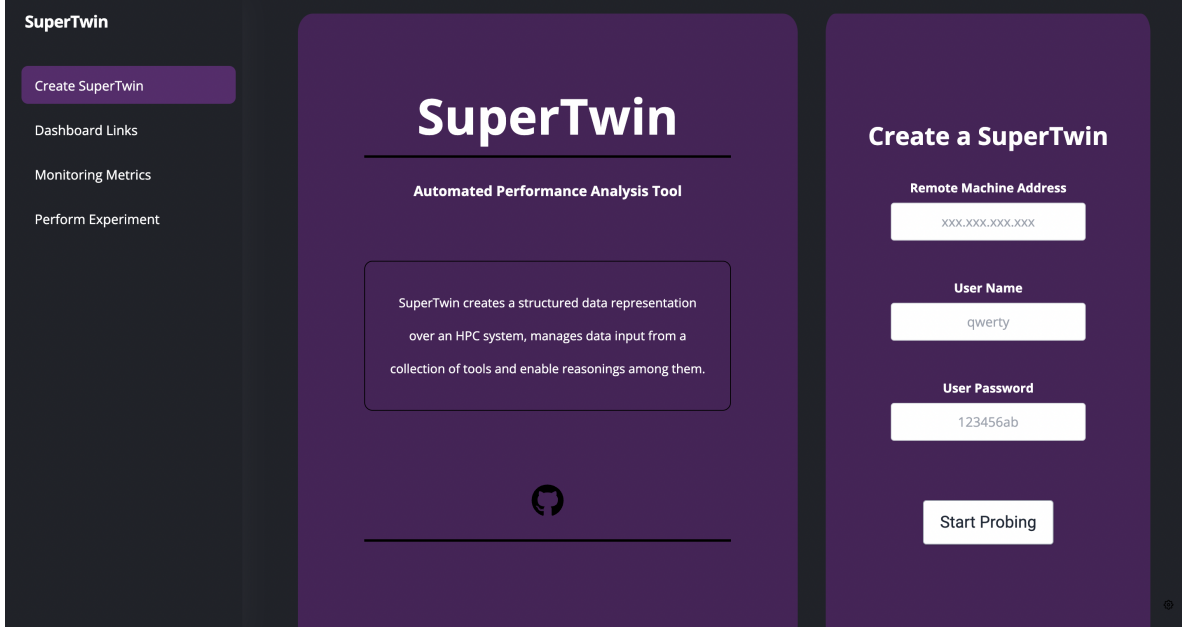 SuperTwin
Create SuperTwin
Dashboard Links
Monitoring Metrics
Perform Experiment
SuperTwin
Automated Performance Analysis Tool
SuperTwin creates a structured data representation
over an HPC system, manages data input from a
collection of tools and enable reasonings among them.
Create a SuperTwin
Remote Machine Address
xxx.xxx.xxx.xxx
User Name
qwerty
User Password
123456ab
Start Probing